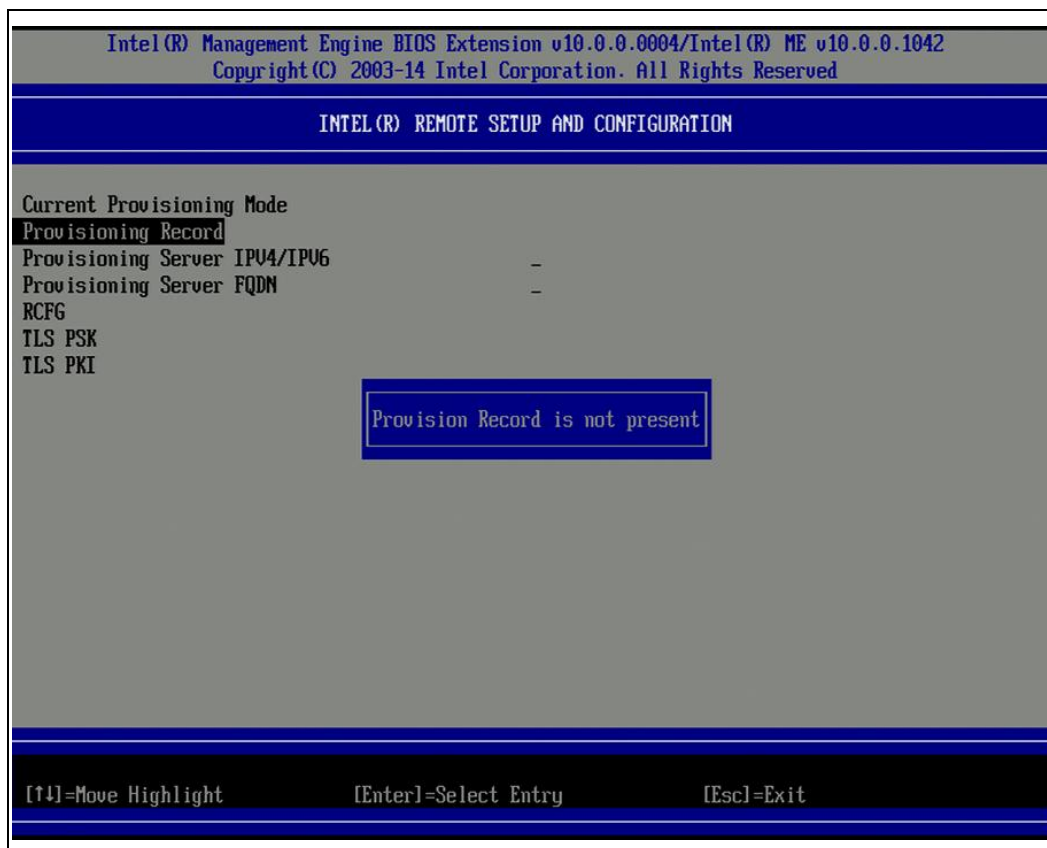 Intel(R) Management Engine BIOS Extension v10.0.0.0004/Intel(R) ME v10.0.0.1042
Copyright(C) 2003-14 Intel Corporation. All Rights Reserved
INTEL(R) REMOTE SETUP AND CONFIGURATION
Current Provisioning Mode
Provisioning Record
Provisioning Server IPV4/IPV6 _
Provisioning Server FQDN _
RCFG
TLS PSK
TLS PKI
Provision Record is not present
[↑↓]=Move Highlight [Enter]=Select Entry [Esc]=Exit